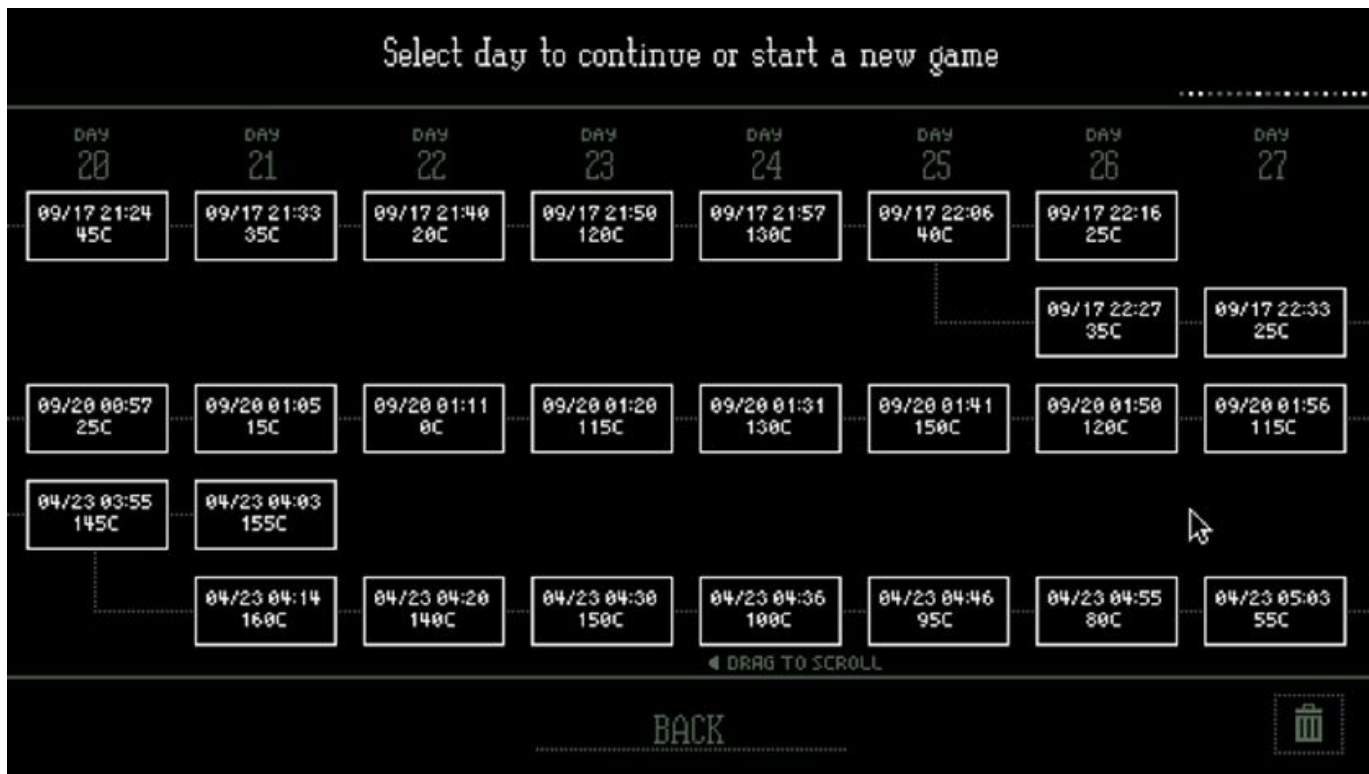 Select day to continue or start a new game
DAY DAY DAY DAY DAY DAY DAY DAY
20 21 22 23 24 25 26 27
09/17 21:24 09/17 21:33 09/17 21:40 09/17 21:50 09/17 21:57 09/17 22:06 09/17 22:16
45C 35C 20C 120C 130C 40C 25C
09/17 22:27 09/17 22:33
35C 25C
09/20 00:57 09/20 01:05 09/20 01:11 09/20 01:20 09/20 01:31 09/20 01:41 09/20 01:50 09/20 01:56
25C 15C 0C 115C 130C 150C 120C 115C
04/23 03:55 04/23 04:03
145C 155C
04/23 04:14 04/23 04:20 04/23 04:30 04/23 04:36 04/23 04:46 04/23 04:55 04/23 05:03
160C 140C 150C 100C 95C 80C 55C
DRAG TO SCROLL
BACK